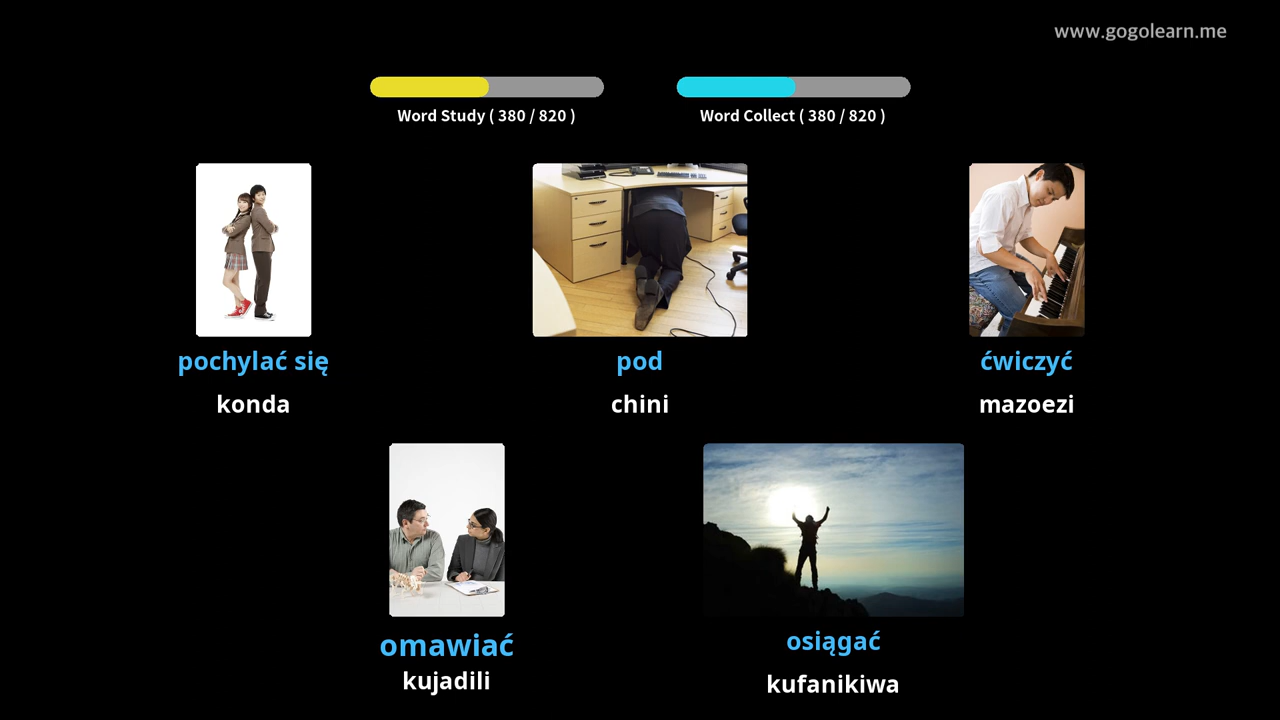 www.gogolearn.me
Word Study ( 380 / 820 )
Word Collect ( 380 / 820 )
pochylać się
pod
ćwiczyć
konda
chini
mazoezi
omawiać
osiągać
kujadili
kufanikiwa